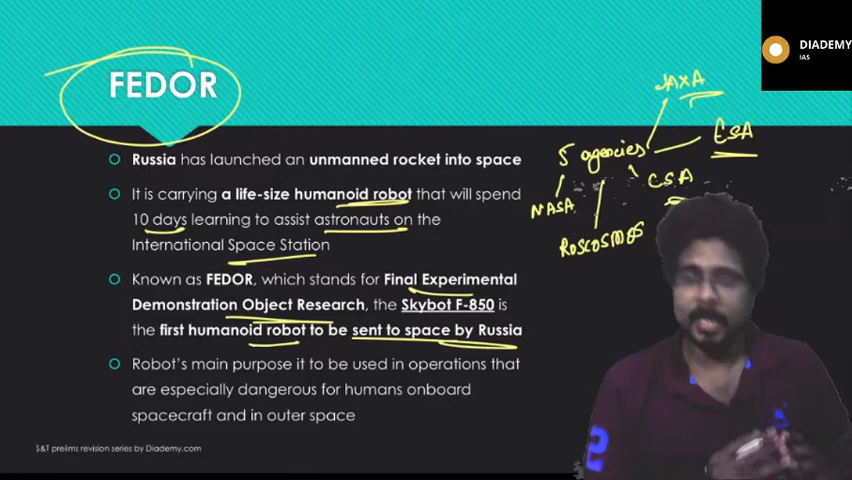 DIADEMY
IAS
FEDOR
JAXA
ESA
5 agencies
CSA
NASA
ROSCOSMOS
Russia has launched an unmanned rocket into space
It is carrying a life-size humanoid robot that will spend
10 days learning to assist astronauts on the
International Space Station
Known as FEDOR, which stands for Final Experimental
Demonstration Object Research, the Skybot F-850 is
the first humanoid robot to be sent to space by Russia
Robot's main purpose it to be used in operations that
are especially dangerous for humans onboard
spacecraft and in outer space
S&T prelims revision series by Diademy.com